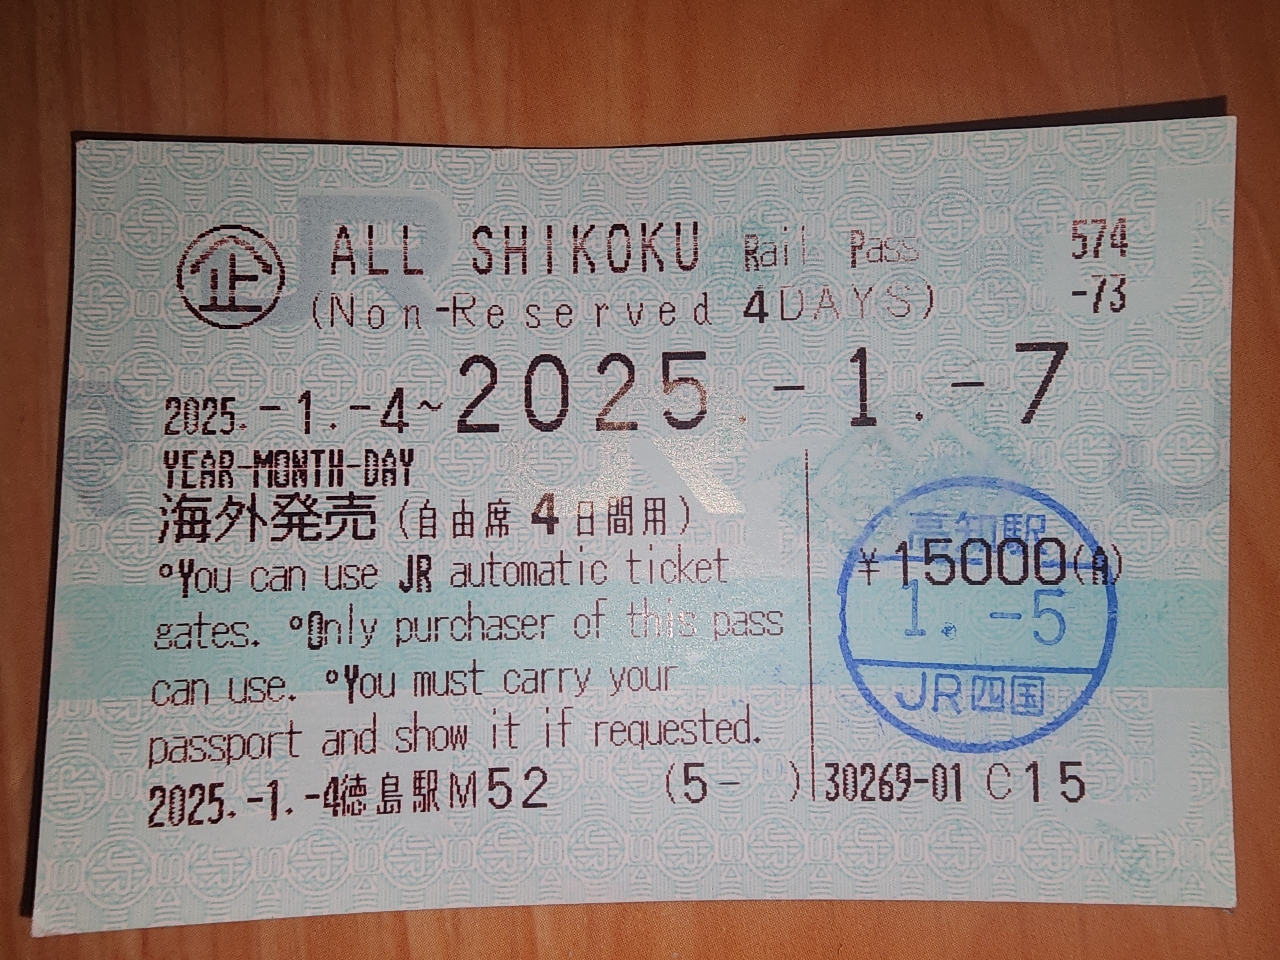 企 ALL SHIKOKU Rail Pass 574
(Non-Reserved 4DAYS) -73
2025.-1.-4~2025.-1.-7
YEAR-MONTH-DAY
海外発売(自由席4日間用)
高知駅
¥15000(A)
°You can use JR automatic ticket
1.-5
gates. °Only purchaser of this pass
can use. °You must carry your
JR四国
passport and show it if requested.
2025.-1.-4徳島駅M52 (5- ) 30269-01 C15